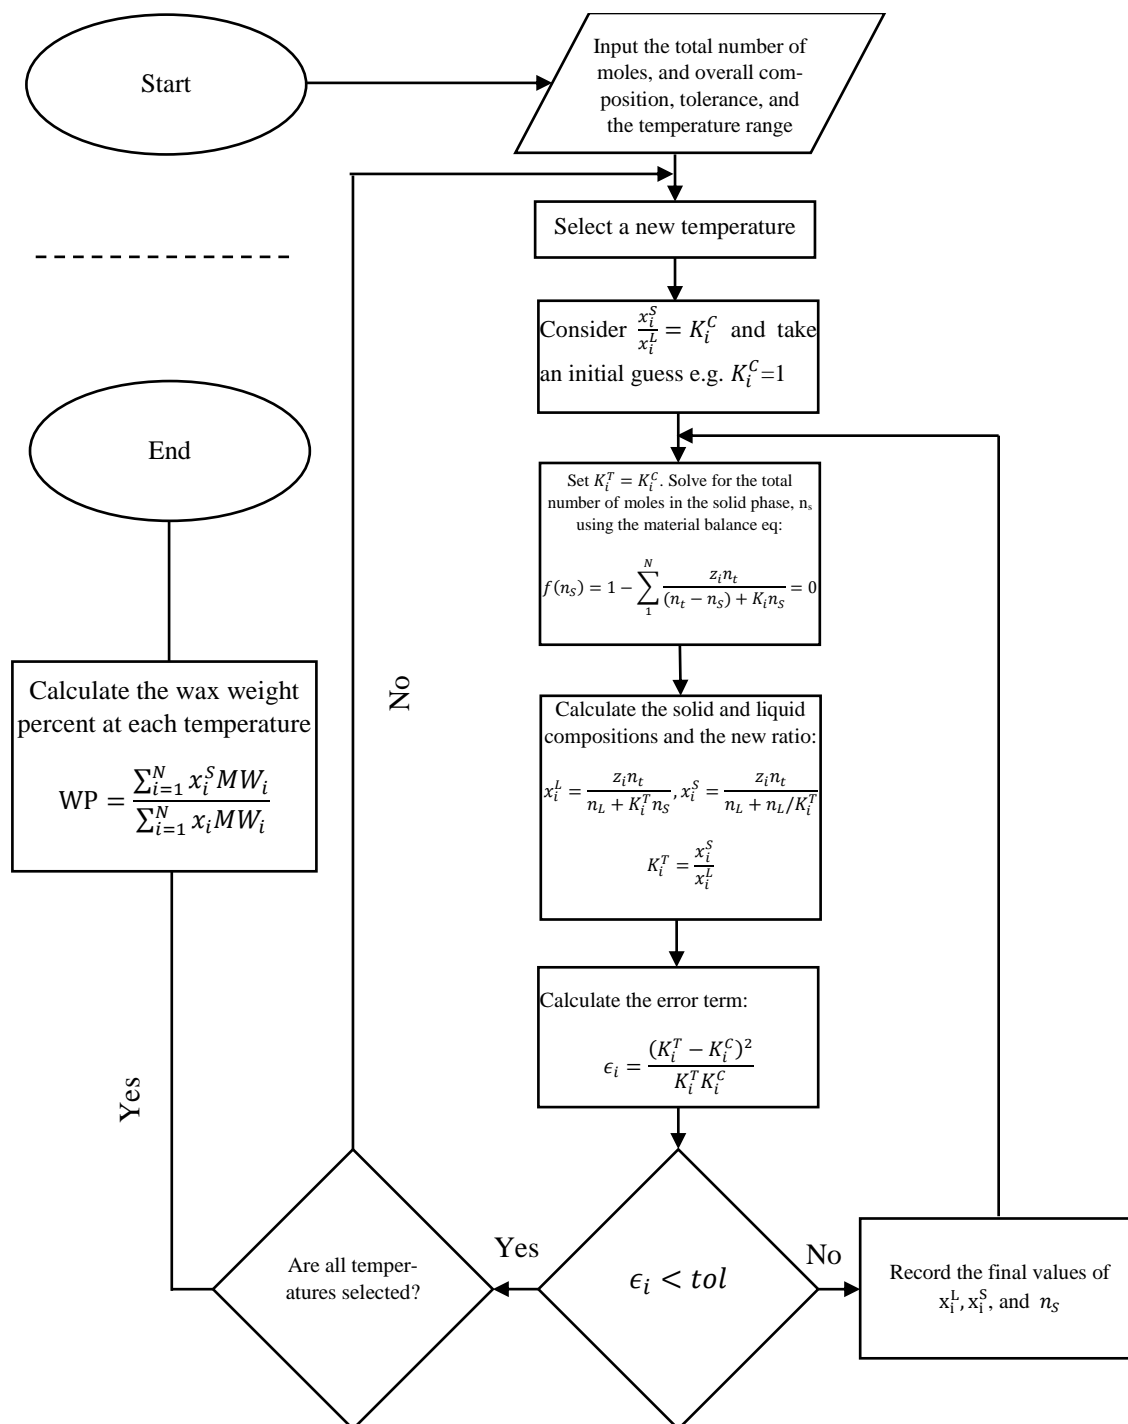 Start
Input the total number of
moles, and overall com-
position, tolerance, and
the temperature range
Select a new temperature
Consider x_i^S / x_i^L = K_i^C and take
an initial guess e.g. K_i^C=1
End
Set K_i^T = K_i^C. Solve for the total
number of moles in the solid phase, n_s
using the material balance eq:
f(n_S) = 1 − ∑_1^N z_i n_t / ((n_t − n_S) + K_i n_S) = 0
Calculate the wax weight
percent at each temperature
WP = ∑_{i=1}^N x_i^S MW_i / ∑_{i=1}^N x_i MW_i
No
Calculate the solid and liquid
compositions and the new ratio:
x_i^L = z_i n_t / (n_L + K_i^T n_S), x_i^S = z_i n_t / (n_L + n_L/K_i^T)
K_i^T = x_i^S / x_i^L
Calculate the error term:
ϵ_i = (K_i^T − K_i^C)^2 / (K_i^T K_i^C)
Yes
Are all temper-
atures selected?
Yes
ϵ_i < tol
No
Record the final values of
x_i^L, x_i^S, and n_S